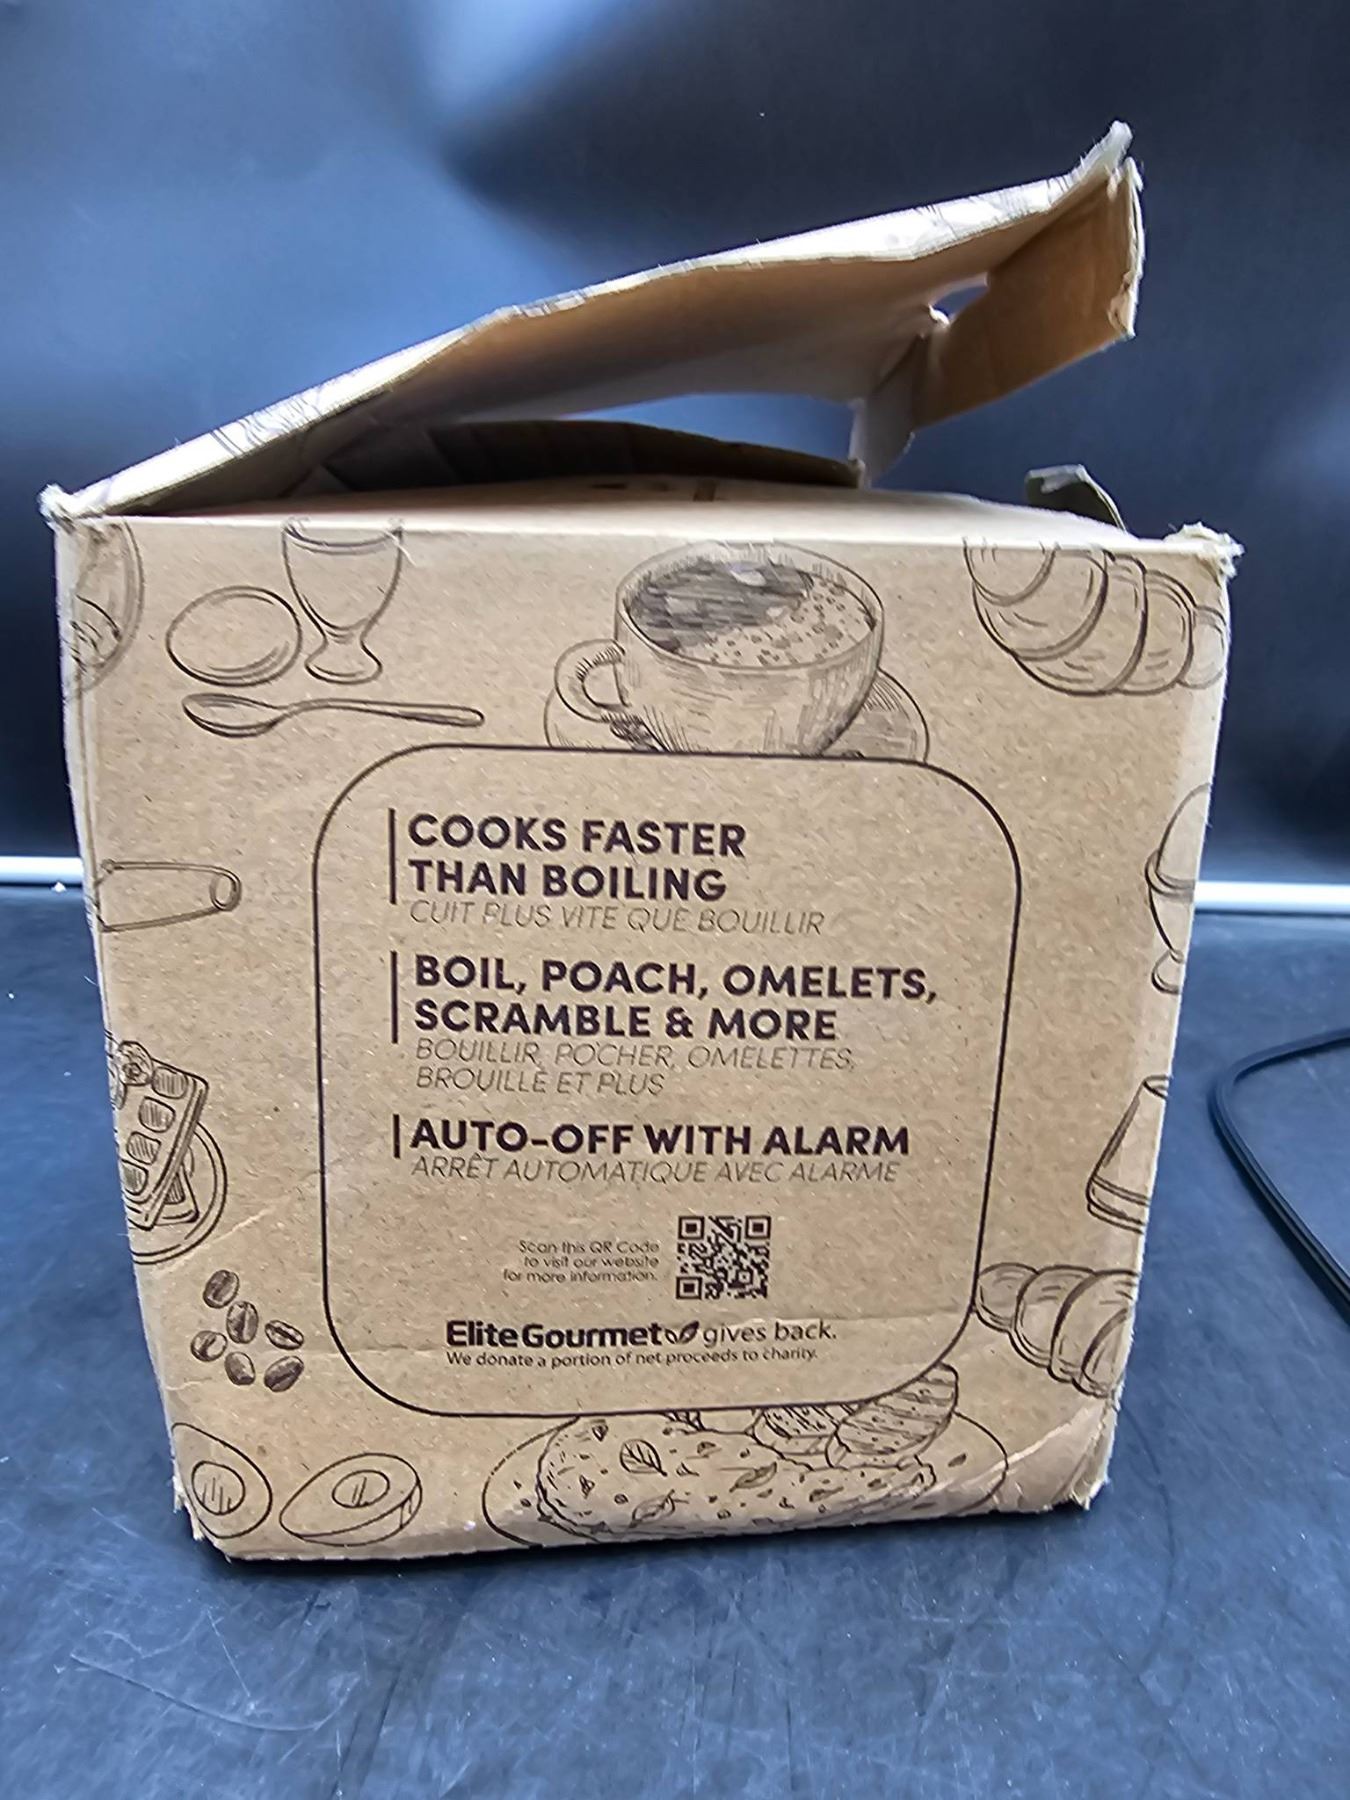 COOKS FASTER
THAN BOILING
CUIT PLUS VITE QUE BOUILLIR
BOIL, POACH, OMELETS,
SCRAMBLE & MORE
BOUILLIR, POCHER, OMELETTES,
BROUILLÉ ET PLUS
AUTO-OFF WITH ALARM
ARRÊT AUTOMATIQUE AVEC ALARME
Scan this QR Code
to visit our website
for more information.
EliteGourmet gives back.
We donate a portion of net proceeds to charity.